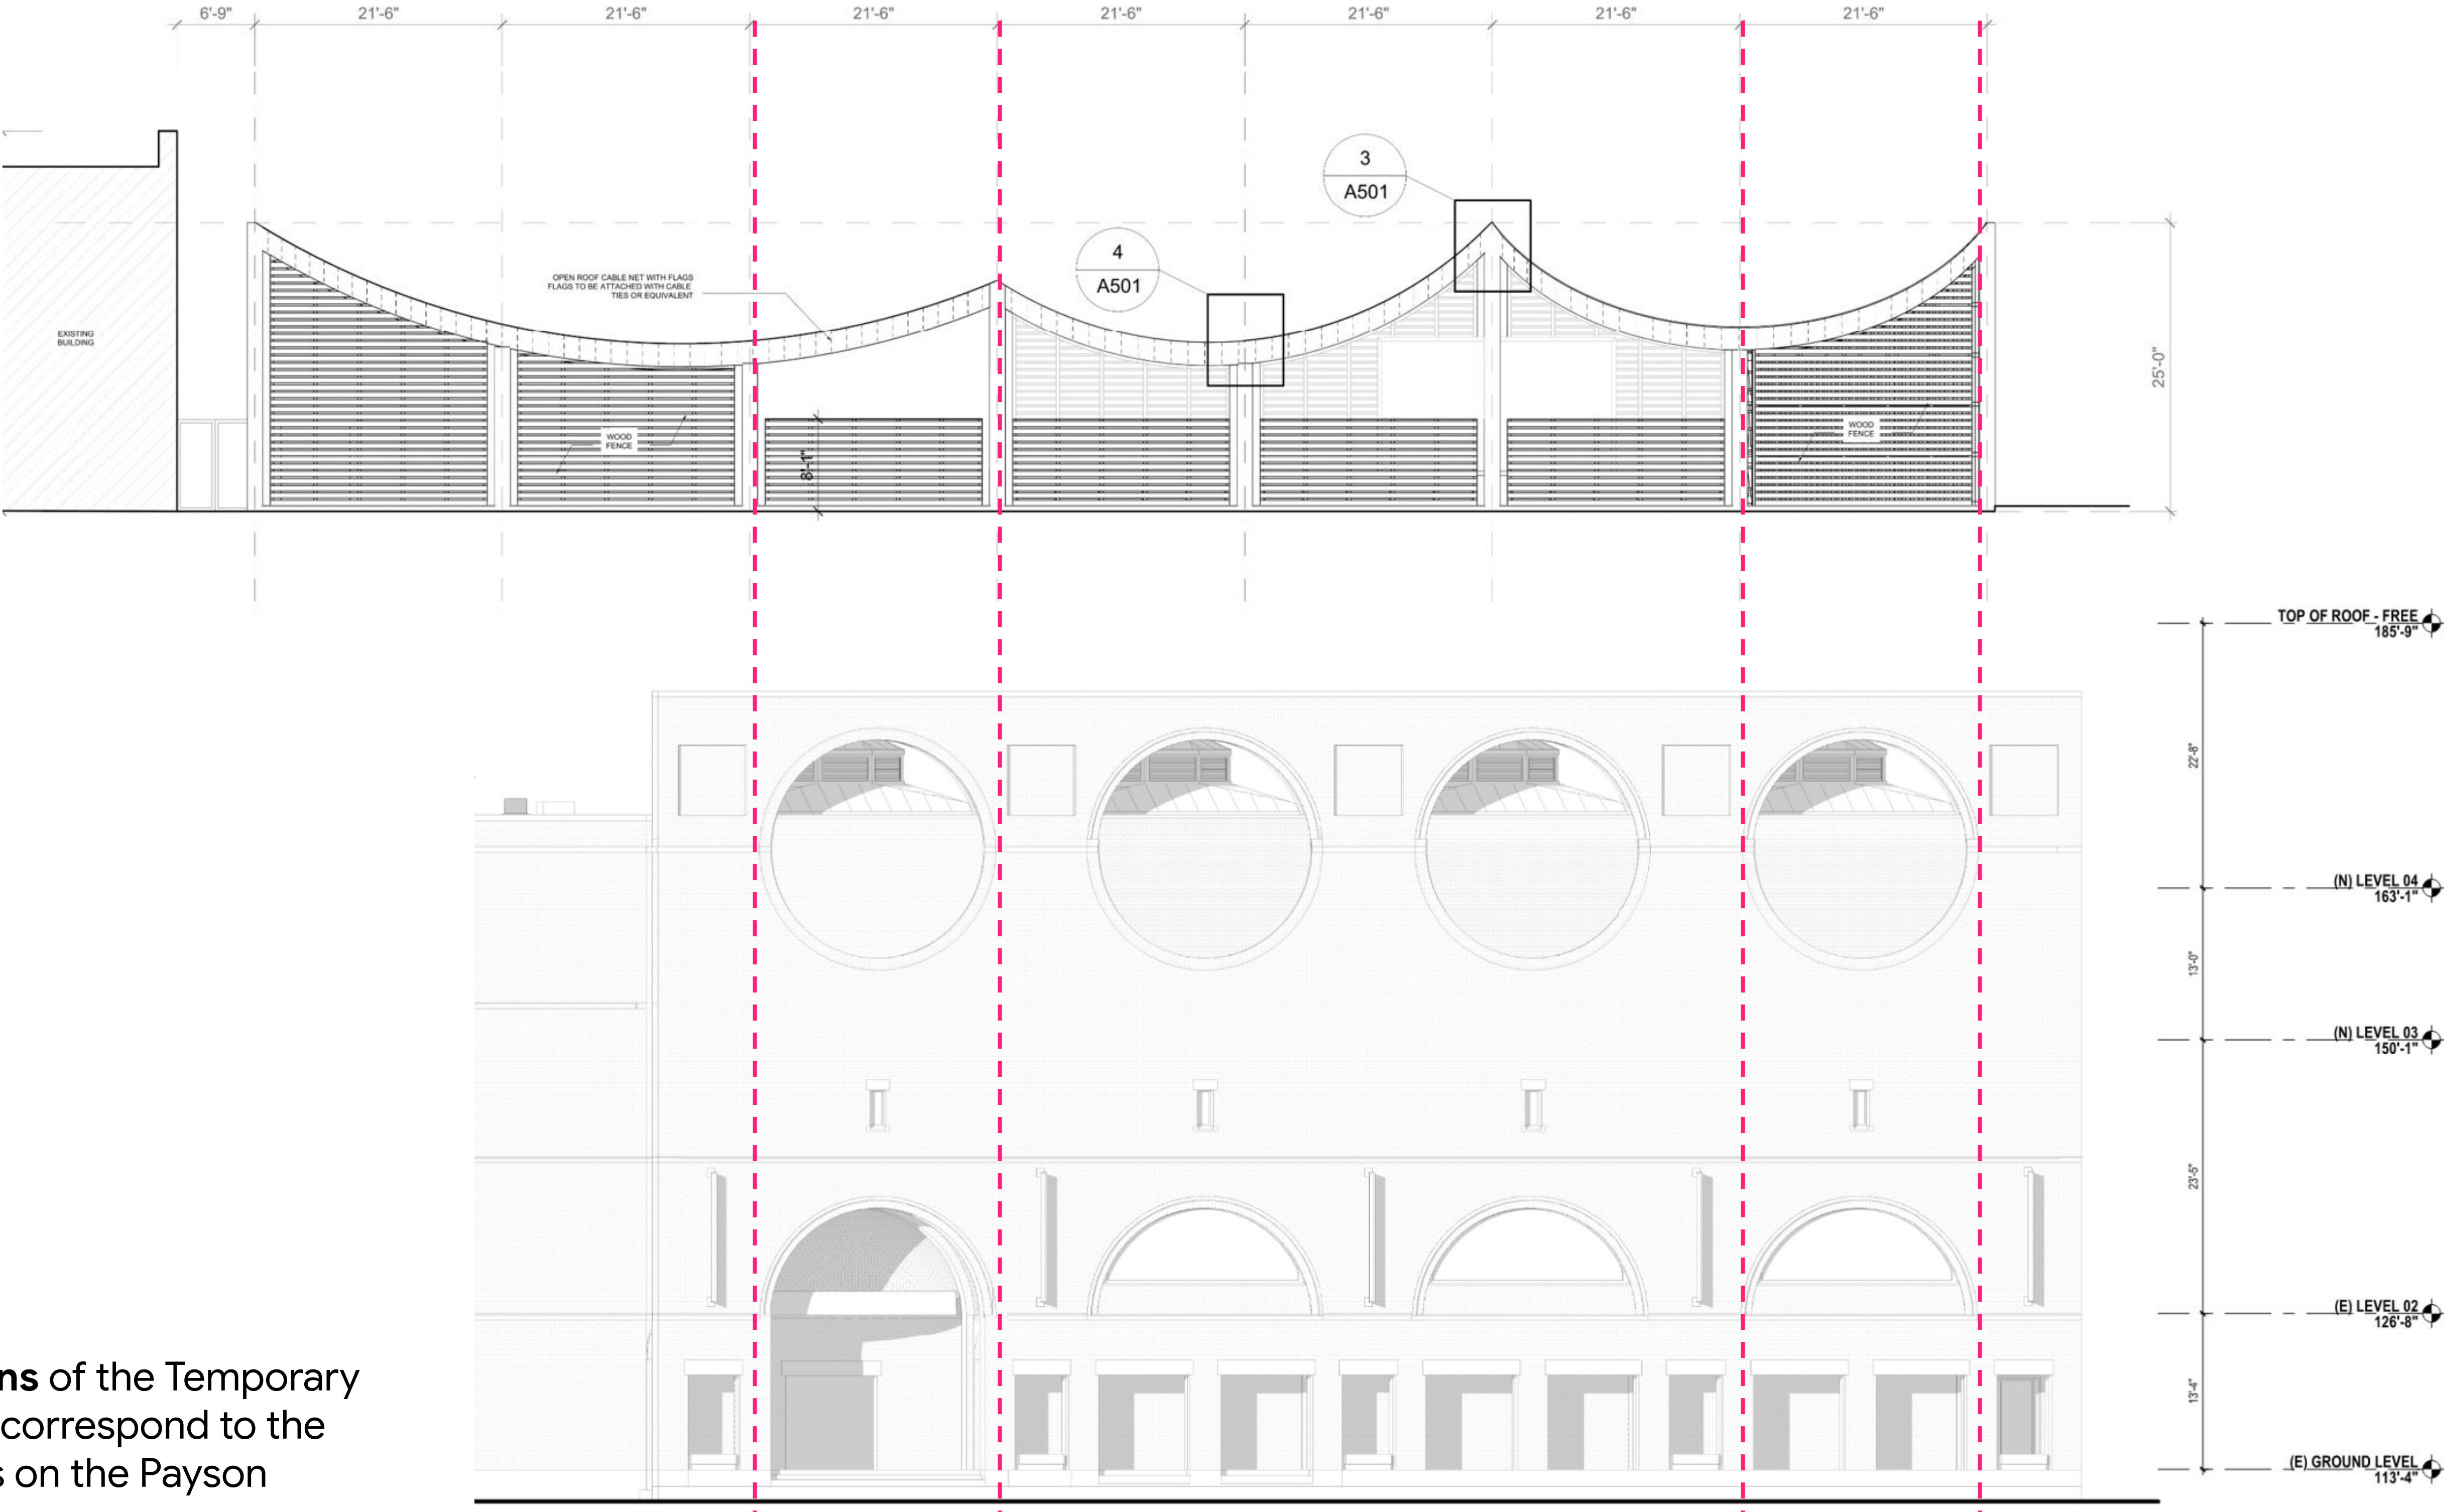 6'-9" 21'-6" 21'-6" 21'-6" 21'-6" 21'-6" 21'-6" 21'-6"
3
A501
4
A501
OPEN ROOF CABLE NET WITH FLAGS
FLAGS TO BE ATTACHED WITH CABLE
TIES OR EQUIVALENT
EXISTING
BUILDING
25'-0"
WOOD
FENCE
8'-1"
WOOD
FENCE
TOP OF ROOF - FREE
185'-9"
22'-8"
(N) LEVEL 04
163'-1"
13'-0"
(N) LEVEL 03
150'-1"
23'-5"
(E) LEVEL 02
126'-8"
13'-4"
(E) GROUND LEVEL
113'-4"
ns of the Temporary
correspond to the
s on the Payson